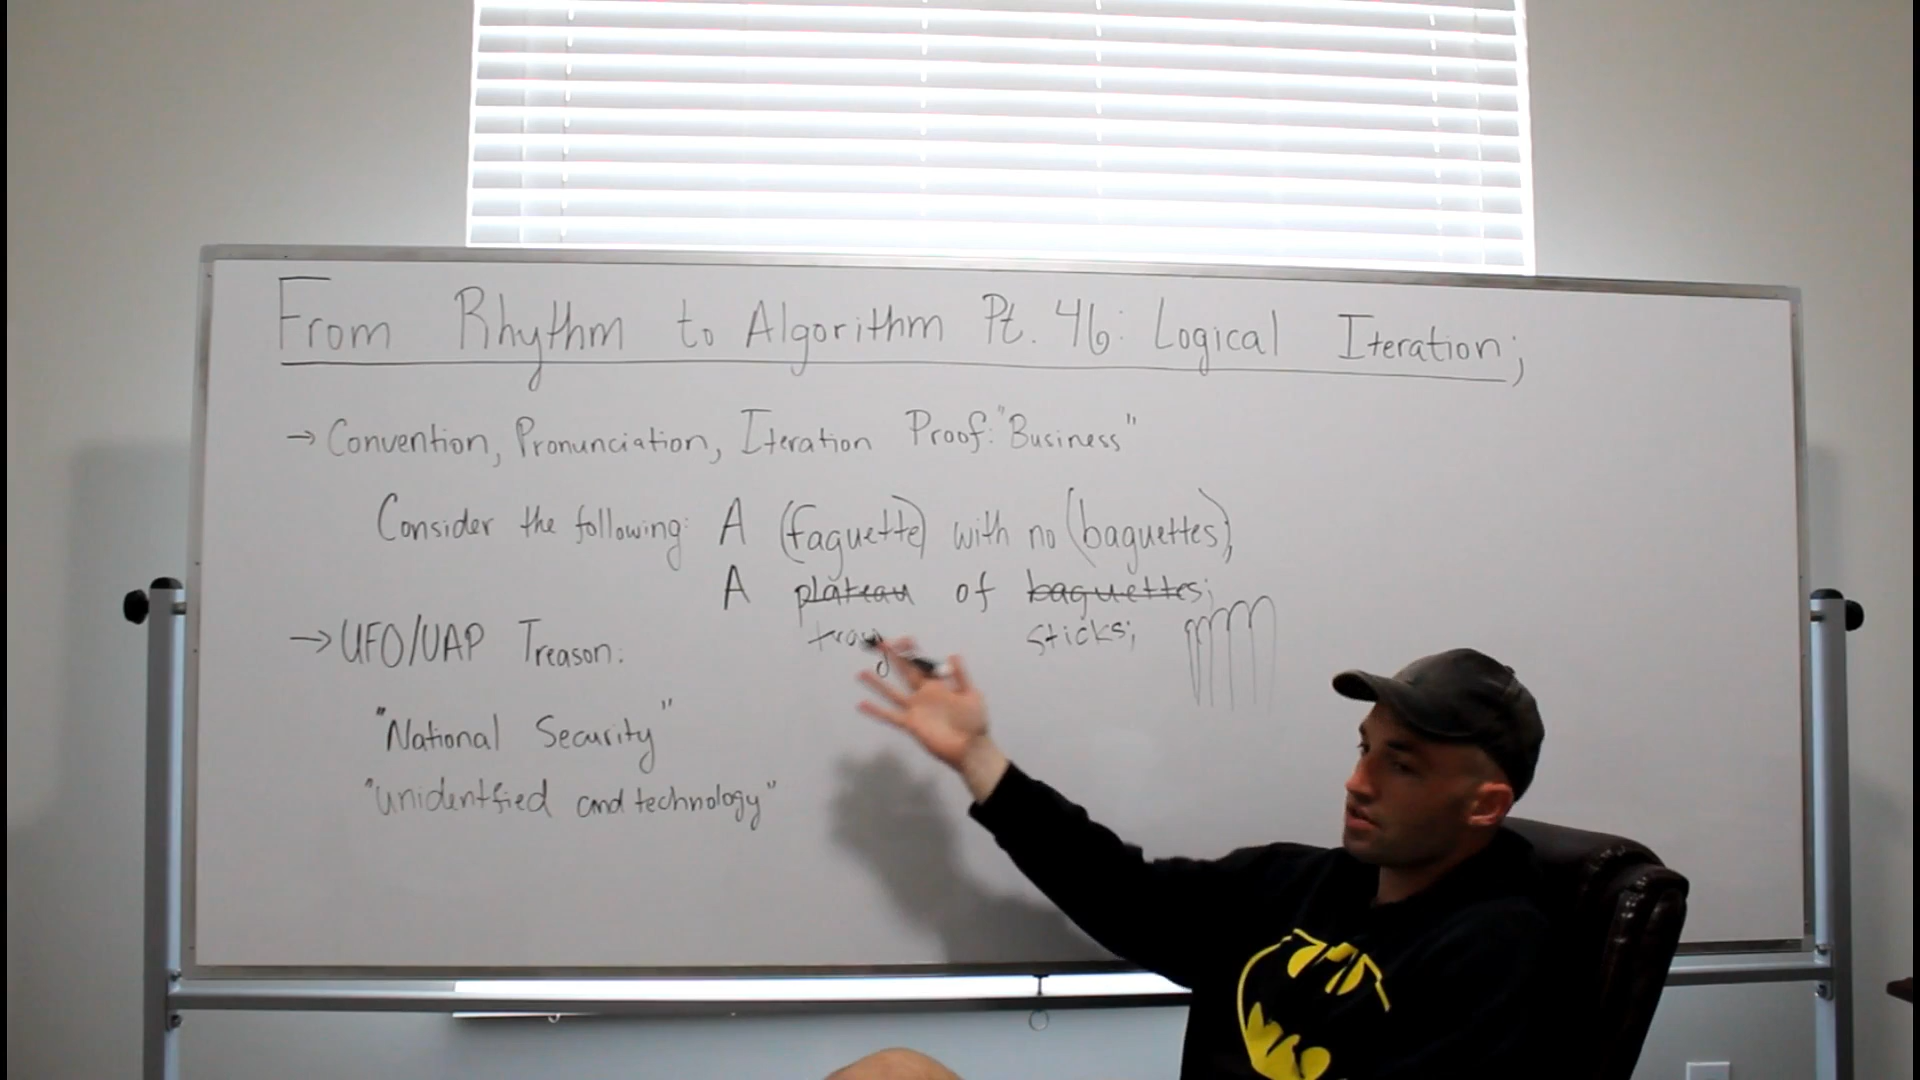 From Rhythm to Algorithm Pt. 46: Logical Iteration;
→ Convention, Pronunciation, Iteration Proof: "Business"
Consider the following: A (faguette) with no (baguettes);
A plateau of baguettes;
tray sticks;
→ UFO/UAP Treason:
"National Security"
"unidentfied and technology"